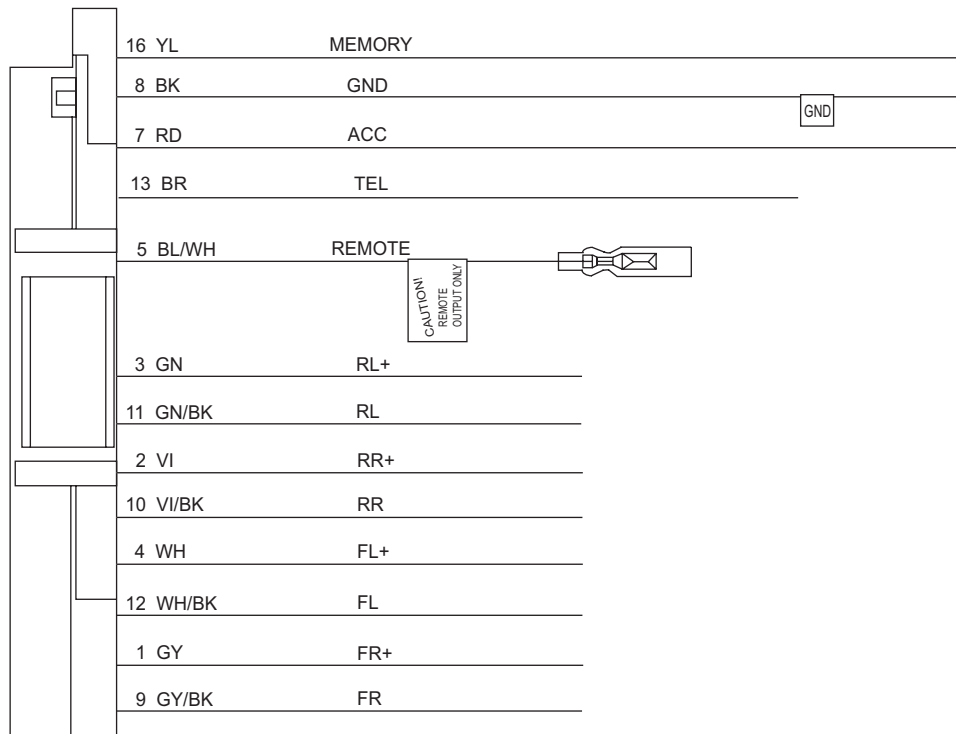 16 YL MEMORY
8 BK GND
GND
7 RD ACC
13 BR TEL
5 BL/WH REMOTE
CAUTION!
REMOTE
OUTPUT ONLY
3 GN RL+
11 GN/BK RL
2 VI RR+
10 VI/BK RR
4 WH FL+
12 WH/BK FL
1 GY FR+
9 GY/BK FR